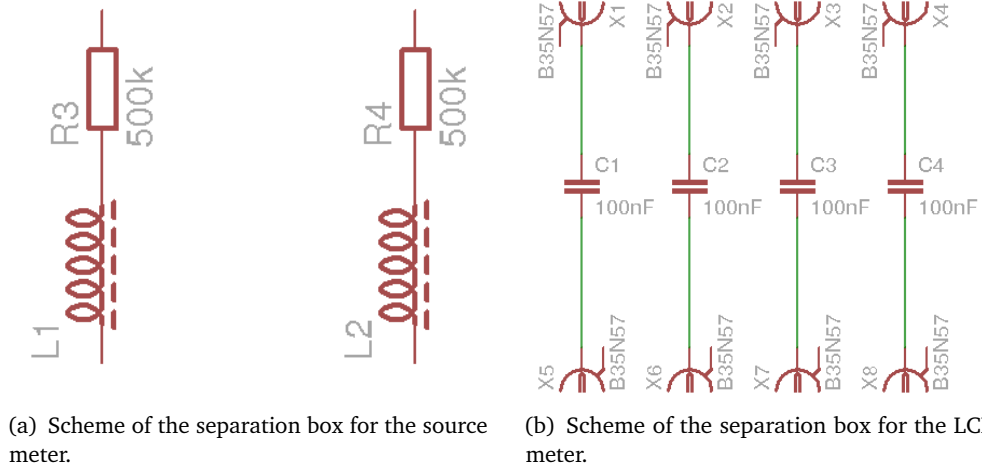 R3
500k
L1
R4
500k
L2
B35N57
X1
B35N57
X2
B35N57
X3
B35N57
X4
C1
100nF
C2
100nF
C3
100nF
C4
100nF
X5
B35N57
X6
B35N57
X7
B35N57
X8
B35N57
(a) Scheme of the separation box for the source
meter.
(b) Scheme of the separation box for the LC
meter.